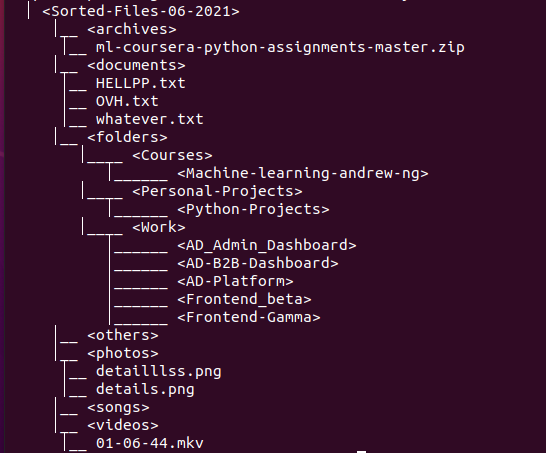 | <Sorted-Files-06-2021>
|__ <archives>
|__ ml-coursera-python-assignments-master.zip
|__ <documents>
|__ HELLPP.txt
|__ OVH.txt
|__ whatever.txt
|__ <folders>
|____ <Courses>
|______ <Machine-learning-andrew-ng>
|____ <Personal-Projects>
|______ <Python-Projects>
|____ <Work>
|______ <AD_Admin_Dashboard>
|______ <AD-B2B-Dashboard>
|______ <AD-Platform>
|______ <Frontend_beta>
|______ <Frontend-Gamma>
|__ <others>
|__ <photos>
|__ detailllss.png
|__ details.png
|__ <songs>
|__ <videos>
|__ 01-06-44.mkv